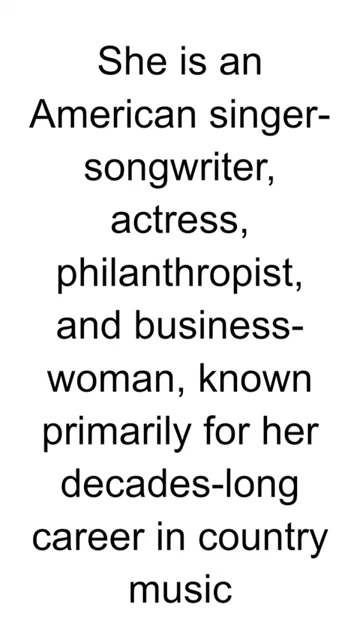 She is an
American singer-
songwriter,
actress,
philanthropist,
and business-
woman, known
primarily for her
decades-long
career in country
music